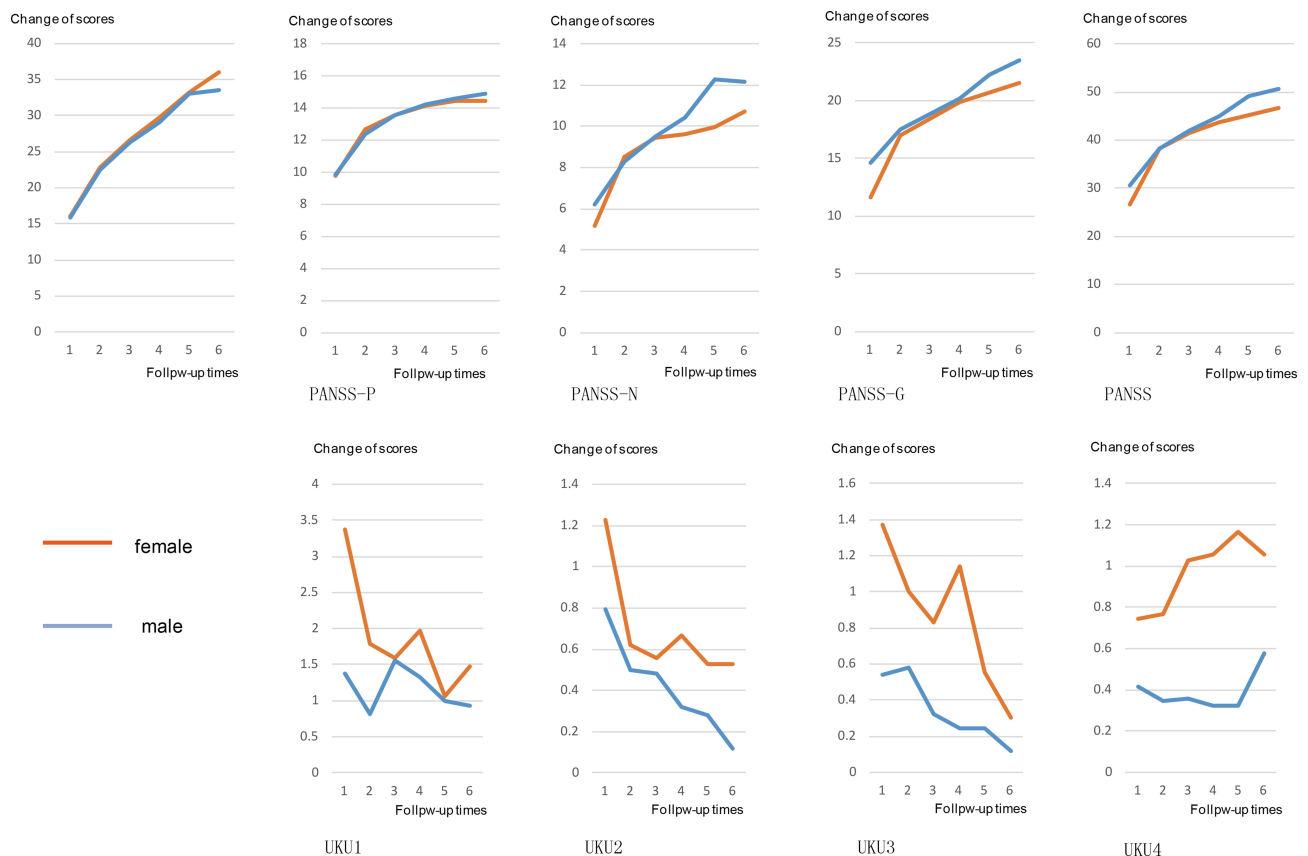 Change of scores
40
35
30
25
20
15
10
5
0
1 2 3 4 5 6
Follpw-up times
Change of scores
18
16
14
12
10
8
6
4
2
0
1 2 3 4 5 6
Follpw-up times
PANSS-P
Change of scores
14
12
10
8
6
4
2
0
1 2 3 4 5 6
Follpw-up times
PANSS-N
Change of scores
25
20
15
10
5
0
1 2 3 4 5 6
Follpw-up times
PANSS-G
Change of scores
60
50
40
30
20
10
0
1 2 3 4 5 6
Follpw-up times
PANSS
female
male
Change of scores
4
3.5
3
2.5
2
1.5
1
0.5
0
1 2 3 4 5 6
Follpw-up times
UKU1
Change of scores
1.4
1.2
1
0.8
0.6
0.4
0.2
0
1 2 3 4 5 6
Follpw-up times
UKU2
Change of scores
1.6
1.4
1.2
1
0.8
0.6
0.4
0.2
0
1 2 3 4 5 6
Follpw-up times
UKU3
Change of scores
1.4
1.2
1
0.8
0.6
0.4
0.2
0
1 2 3 4 5 6
Follpw-up times
UKU4